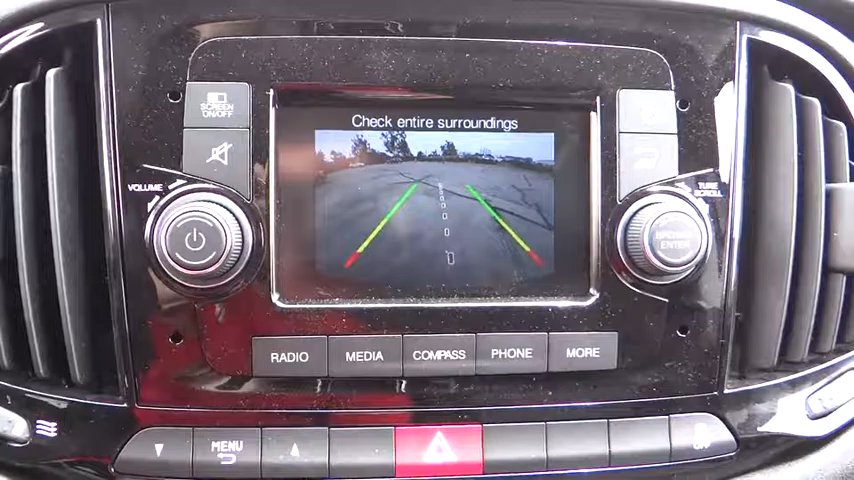 SCREEN
ON/OFF
Check entire surroundings
VOLUME
TUNE
SCROLL
BROWSE
ENTER
RADIO
MEDIA
COMPASS
PHONE
MORE
MENU